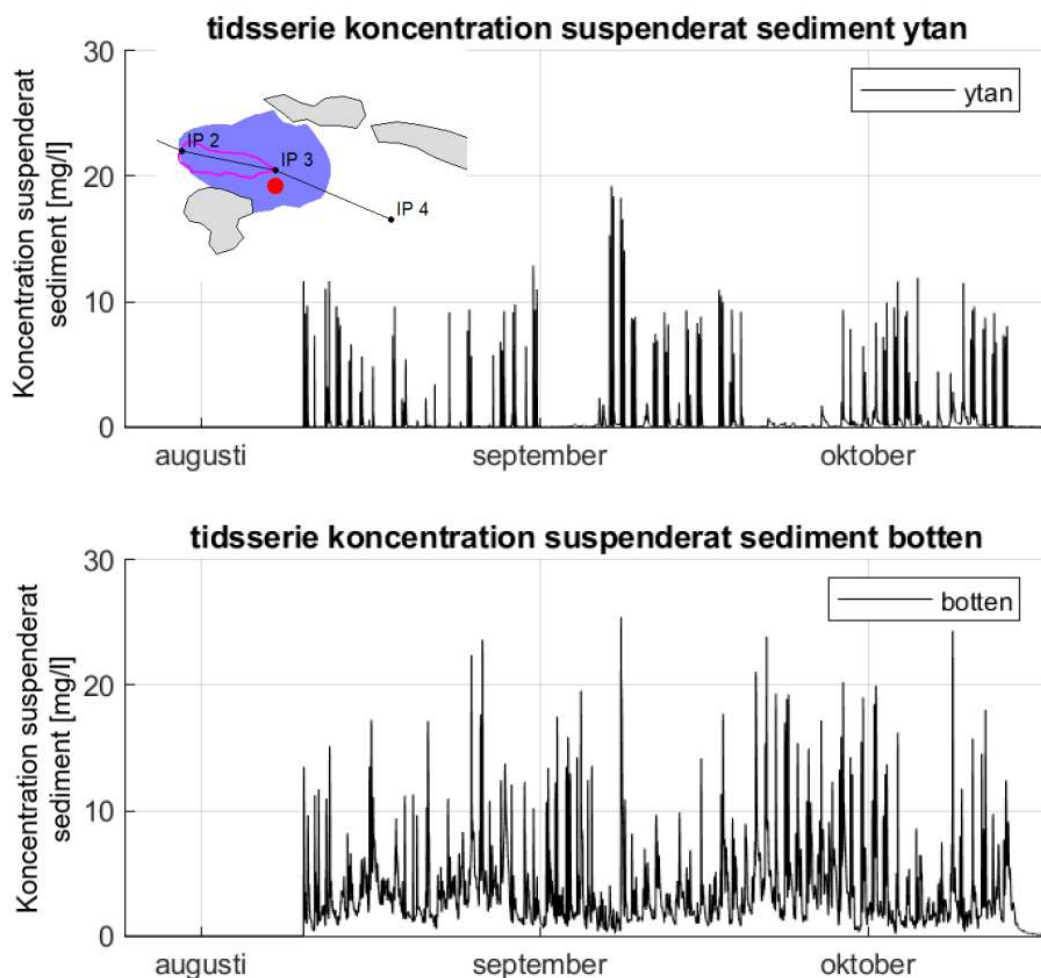 tidsserie koncentration suspenderat sediment ytan
Koncentration suspenderat
sediment [mg/l]
30
20
10
0
ytan
IP 2
IP 3
IP 4
augusti
september
oktober
tidsserie koncentration suspenderat sediment botten
Koncentration suspenderat
sediment [mg/l]
30
20
10
0
botten
augusti
september
oktober